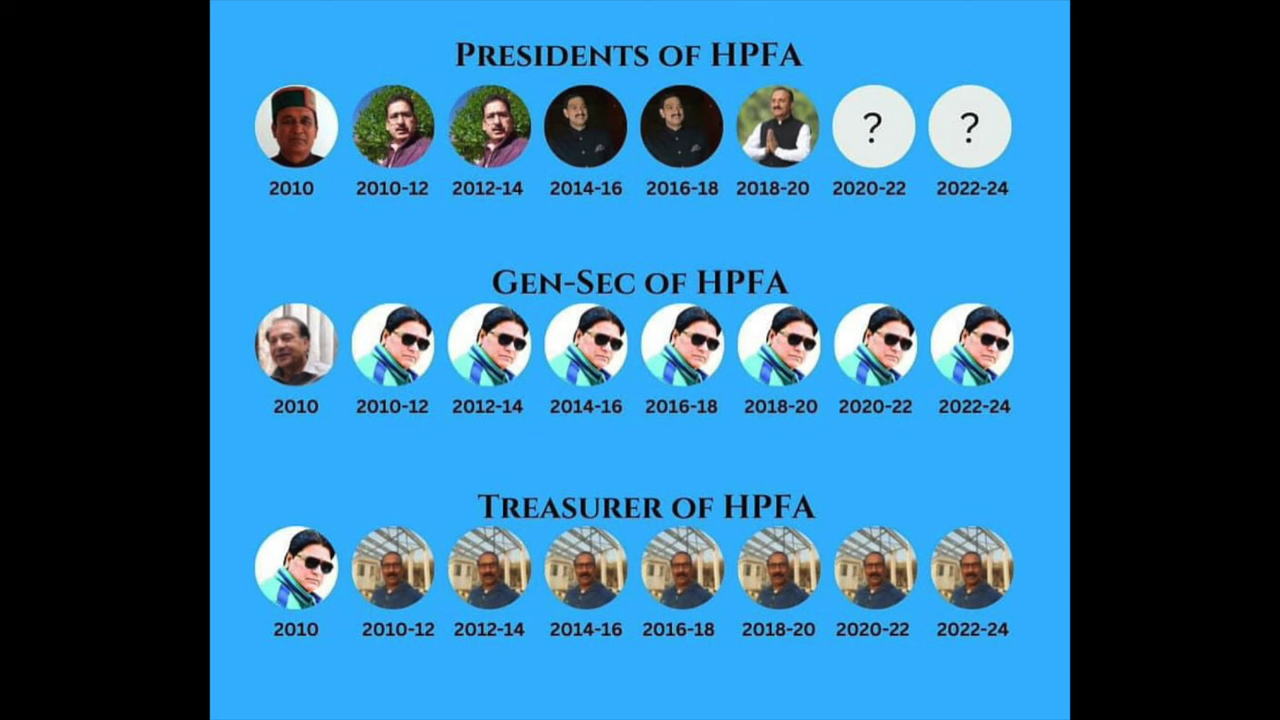 PRESIDENTS OF HPFA
? ?
2010 2010-12 2012-14 2014-16 2016-18 2018-20 2020-22 2022-24
GEN-SEC OF HPFA
2010 2010-12 2012-14 2014-16 2016-18 2018-20 2020-22 2022-24
TREASURER OF HPFA
2010 2010-12 2012-14 2014-16 2016-18 2018-20 2020-22 2022-24